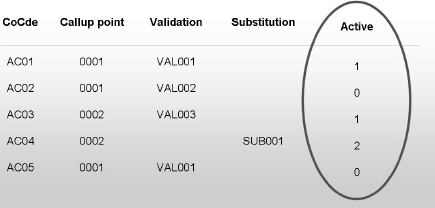 CoCde Callup point Validation Substitution Active
AC01 0001 VAL001 1
AC02 0001 VAL002 0
AC03 0002 VAL003 1
AC04 0002 SUB001 2
AC05 0001 VAL001 0